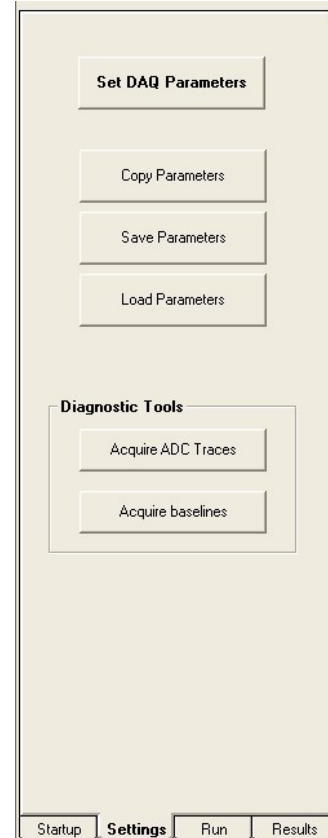 Set DAQ Parameters
Copy Parameters
Save Parameters
Load Parameters
Diagnostic Tools
Acquire ADC Traces
Acquire baselines
Startup Settings Run Results